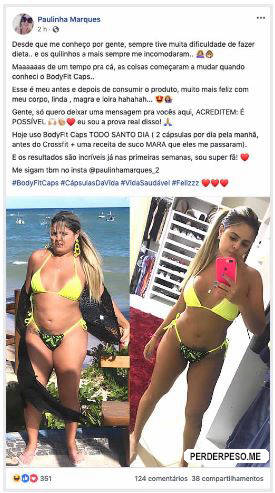 Paulinha Marques
2 h ·
Desde que me conheço por gente, sempre tive muita dificuldade de fazer
dieta.. e os quilinhos a mais sempre me incomodaram.. 🤷🏼‍♀️🙍🏼‍♀️
Maaaaaas de um tempo pra cá, as coisas começaram a mudar quando
conheci o BodyFit Caps..
Esse é meu antes e depois de consumir o produto, muito mais feliz com
meu corpo, linda , magra e loira hahahah... 😍👸🏼
Gente, só quero deixar uma mensagem pra vocês aqui, ACREDITEM: É
POSSÍVEL 🙌🏼👏🏼❤️ eu sou a prova real disso! 🙏
Hoje uso BodyFit Caps TODO SANTO DIA ( 2 cápsulas por dia pela manhã,
antes do Crossfit + uma receita de suco MARA que eles me passaram).
E os resultados são incríveis já nas primeiras semanas, sou super fã! ❤️
Me sigam tbm no insta @paulinhamarques_2
#BodyFitCaps #CápsulasDaVida #VidaSaudável #Felizzz ❤️❤️❤️
PERDERPESO.ME
351
124 comentários 38 compartilhamentos